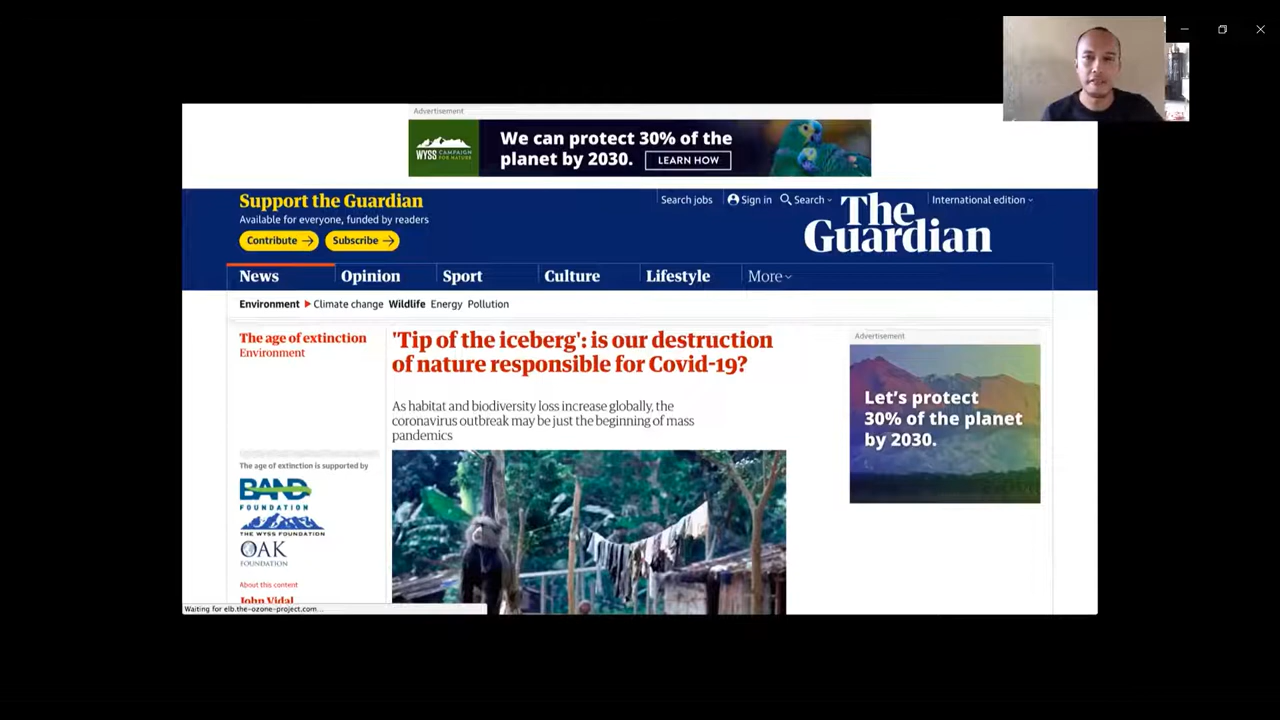 Advertisement
WYSS CAMPAIGN
FOR NATURE
We can protect 30% of the
planet by 2030. LEARN HOW
Support the Guardian
Available for everyone, funded by readers
Contribute
Subscribe
Search jobs
Sign in
Search
International edition
The
Guardian
News
Opinion
Sport
Culture
Lifestyle
More
Environment
Climate change
Wildlife
Energy
Pollution
The age of extinction
Environment
'Tip of the iceberg': is our destruction
of nature responsible for Covid-19?
As habitat and biodiversity loss increase globally, the
coronavirus outbreak may be just the beginning of mass
pandemics
The age of extinction is supported by
BAND
FOUNDATION
THE WYSS FOUNDATION
OAK
FOUNDATION
About this content
John Vidal
Advertisement
Let's protect
30% of the planet
by 2030.
Waiting for elb.the-ozone-project.com...